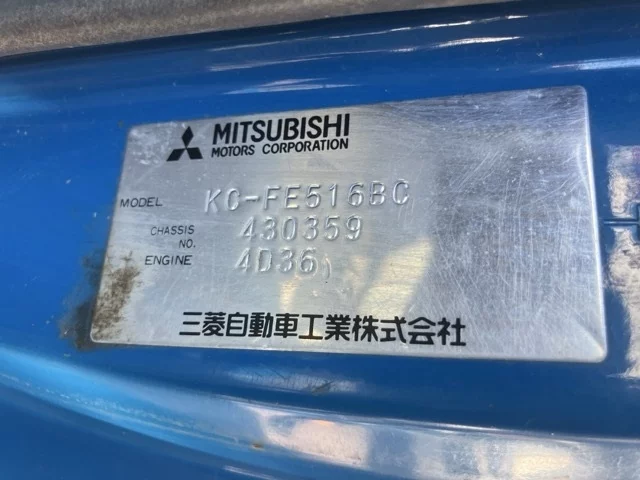 MITSUBISHI
MOTORS CORPORATION
MODEL KC-FE516BC
CHASSIS NO. 430359
ENGINE 4D36
三菱自動車工業株式会社